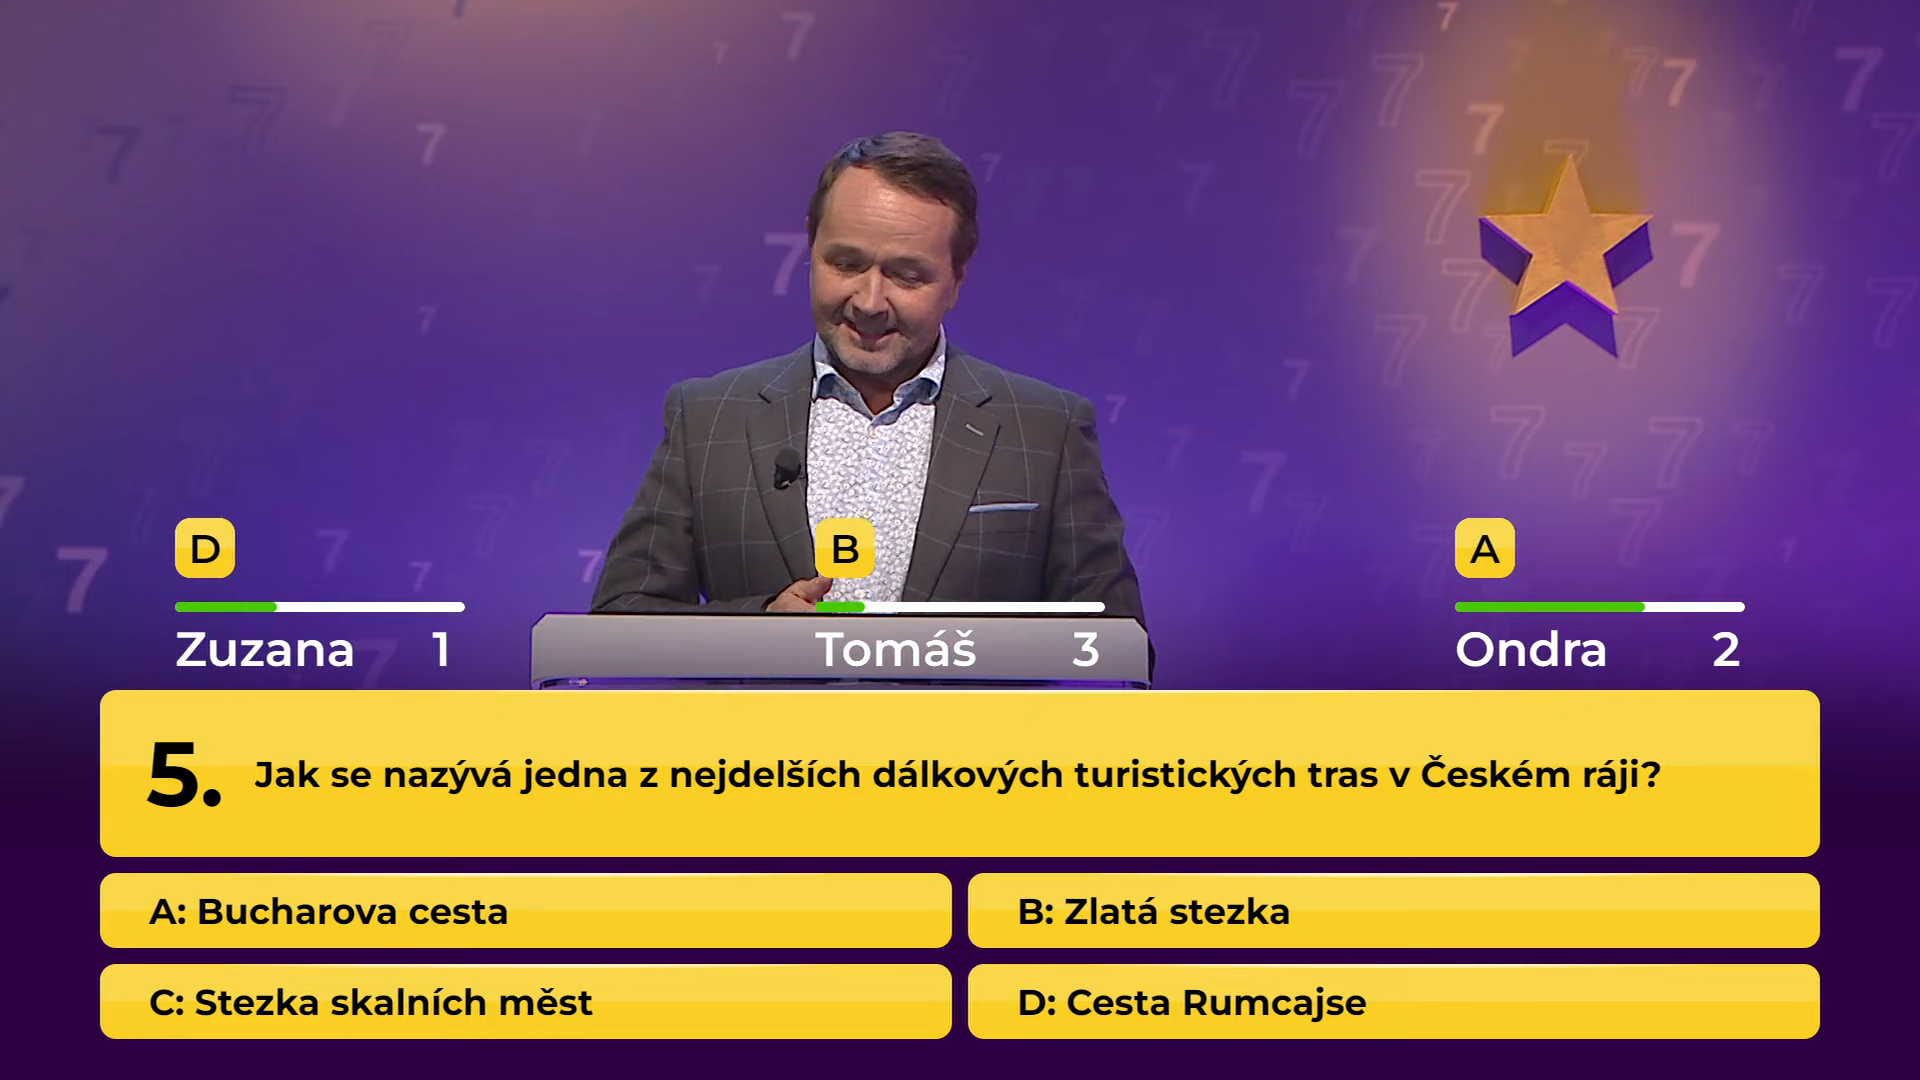 D
B
A
Zuzana 1
Tomáš 3
Ondra 2
5. Jak se nazývá jedna z nejdelších dálkových turistických tras v Českém ráji?
A: Bucharova cesta
B: Zlatá stezka
C: Stezka skalních měst
D: Cesta Rumcajse